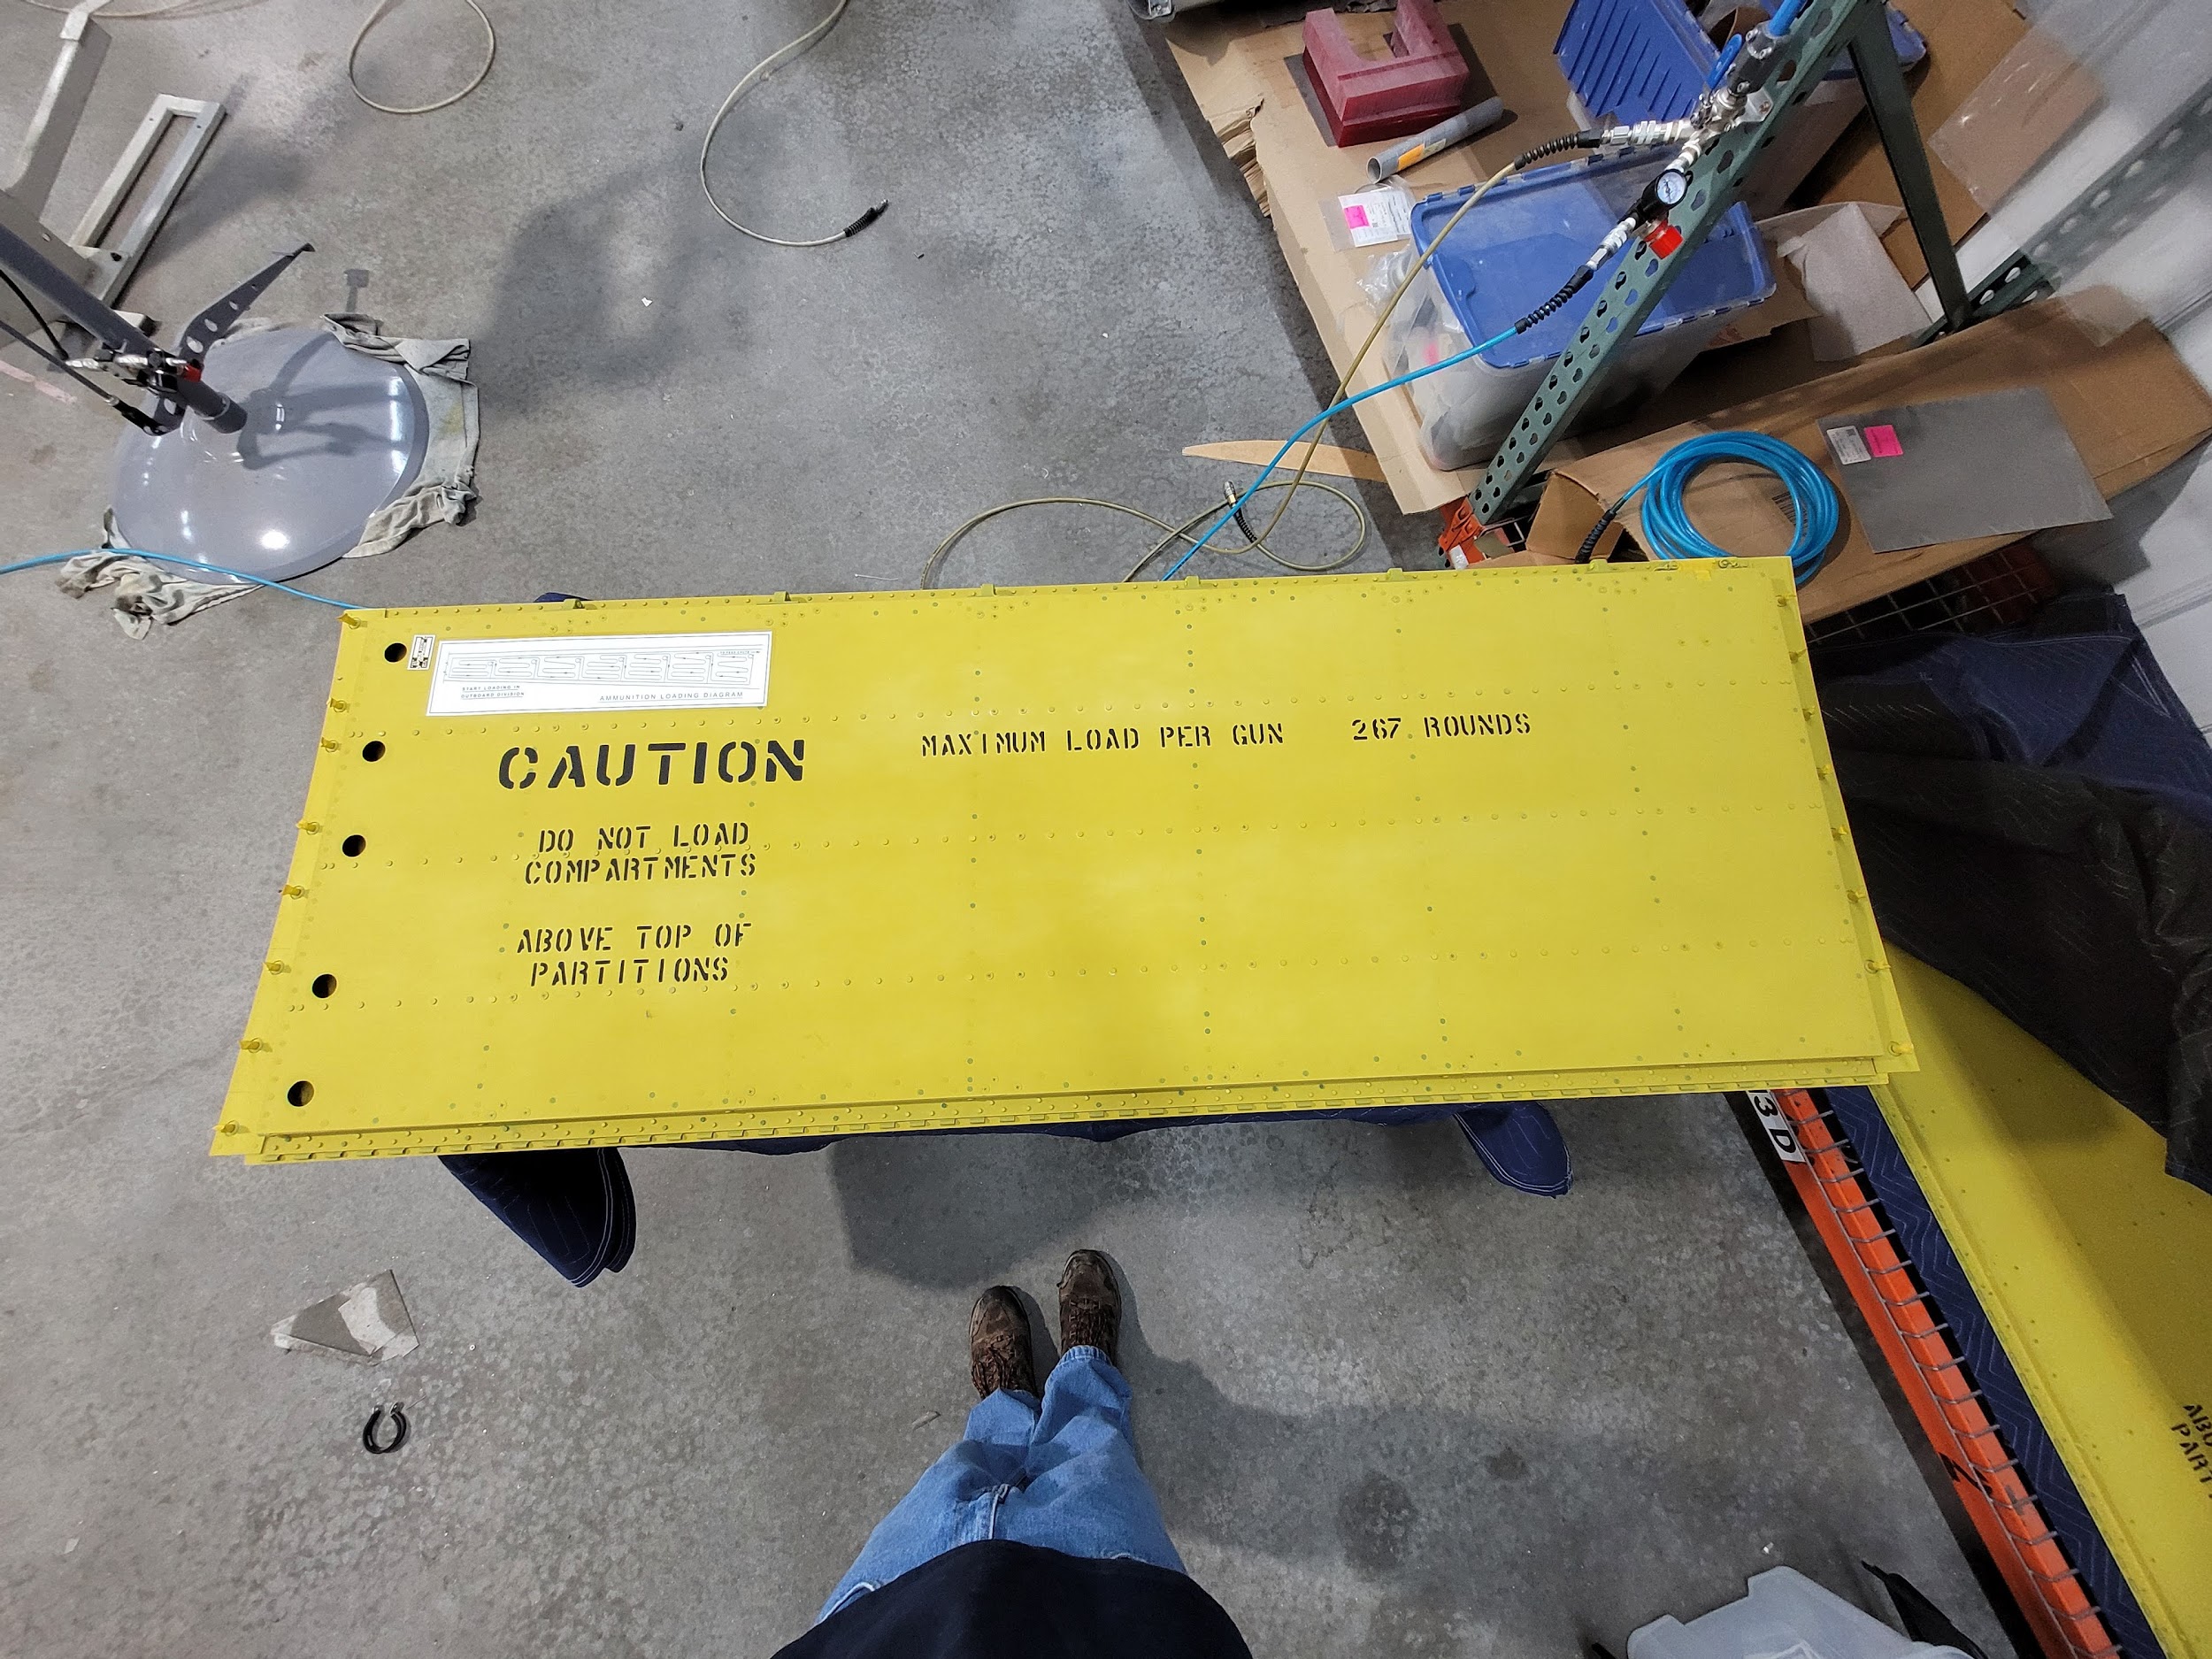 START LOADING IN
OUTBOARD DIVISION
AMMUNITION LOADING DIAGRAM
CAUTION
MAXIMUM LOAD PER GUN 267 ROUNDS
DO NOT LOAD
COMPARTMENTS
ABOVE TOP OF
PARTITIONS
3 D